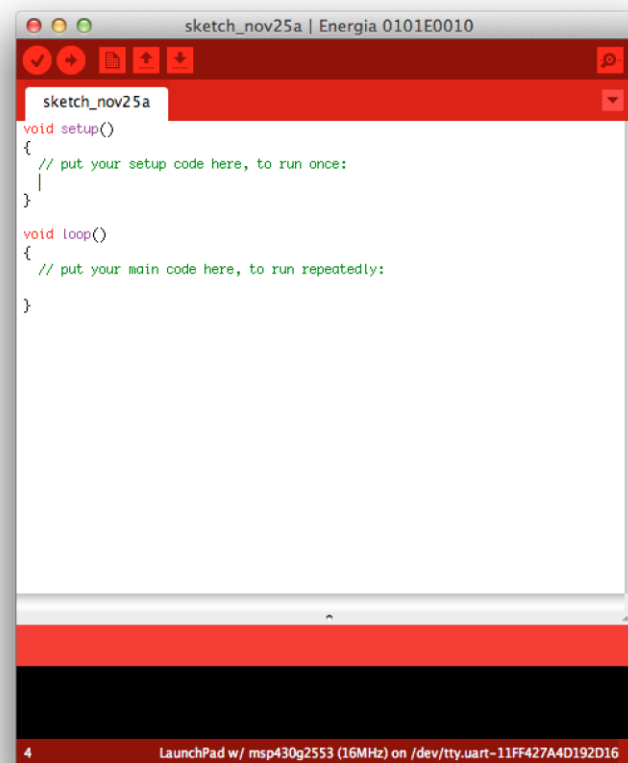 sketch_nov25a | Energia 0101E0010
sketch_nov25a
void setup()
{
  // put your setup code here, to run once:
}
void loop()
{
  // put your main code here, to run repeatedly:
}
4
LaunchPad w/ msp430g2553 (16MHz) on /dev/tty.uart-11FF427A4D192D16